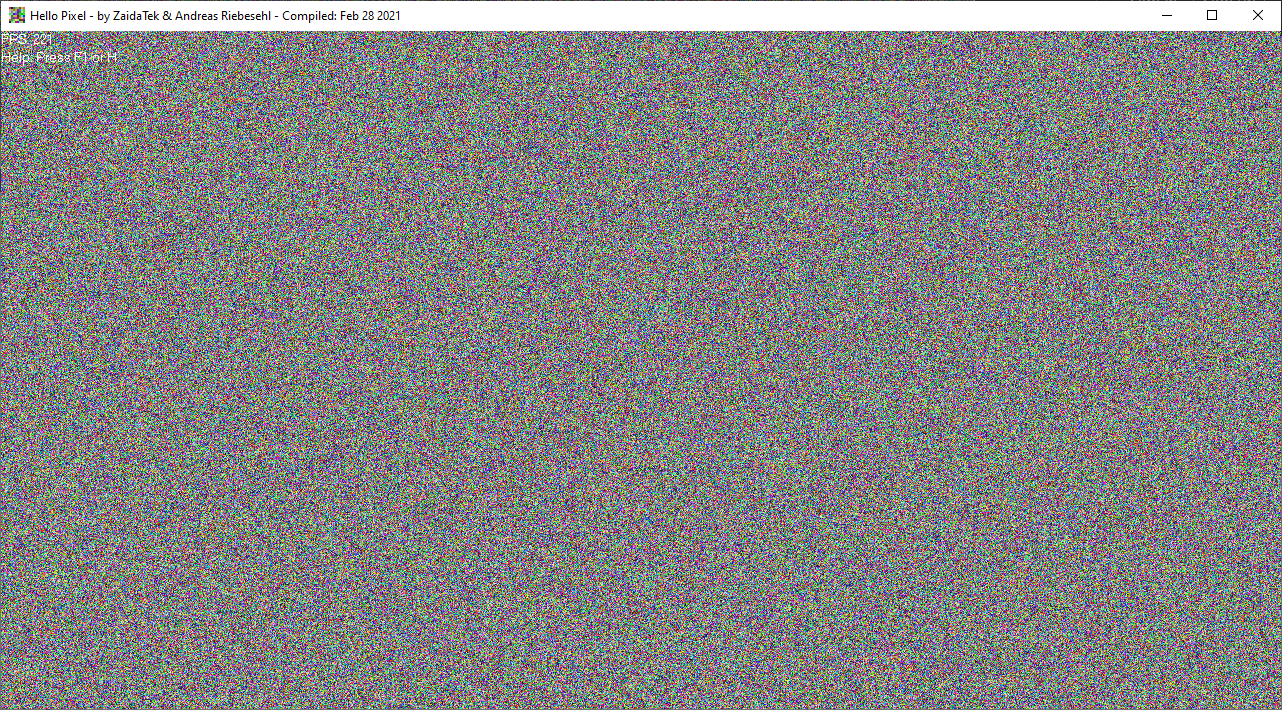 Hello Pixel - by ZaidaTek & Andreas Riebesehl - Compiled: Feb 28 2021
FPS: 221
Help: Press F1 or H